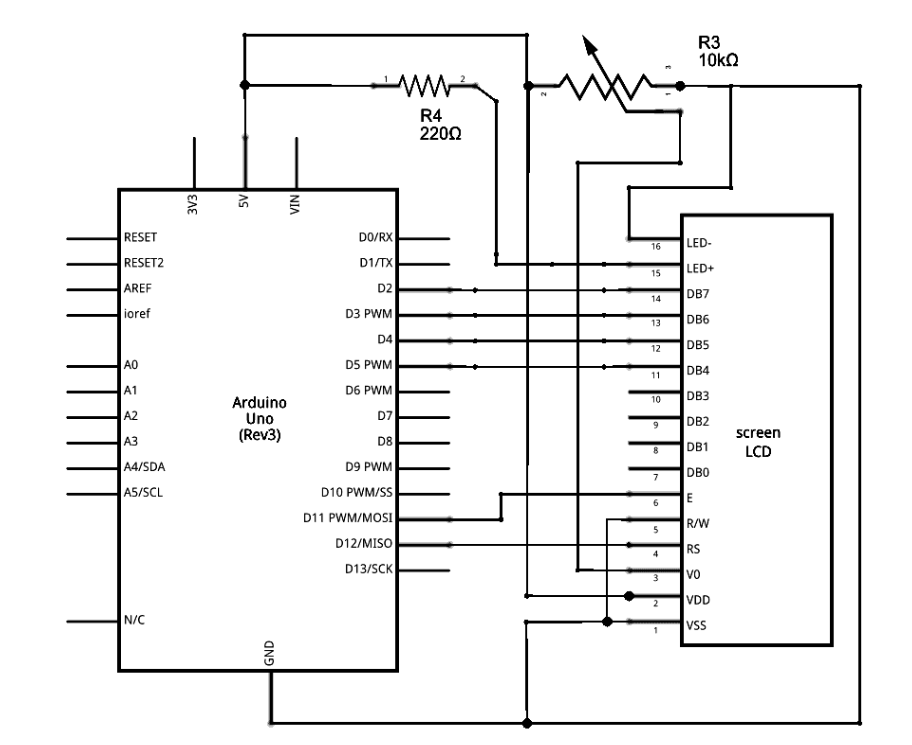 R3
10kΩ
3
1
2
1
2
R4
220Ω
3V3
5V
VIN
RESET
RESET2
AREF
ioref
A0
A1
A2
A3
A4/SDA
A5/SCL
N/C
Arduino
Uno
(Rev3)
D0/RX
D1/TX
D2
D3 PWM
D4
D5 PWM
D6 PWM
D7
D8
D9 PWM
D10 PWM/SS
D11 PWM/MOSI
D12/MISO
D13/SCK
GND
16 LED-
15 LED+
14 DB7
13 DB6
12 DB5
11 DB4
10 DB3
9 DB2
8 DB1
7 DB0
6 E
5 R/W
4 RS
3 V0
2 VDD
1 VSS
screen
LCD